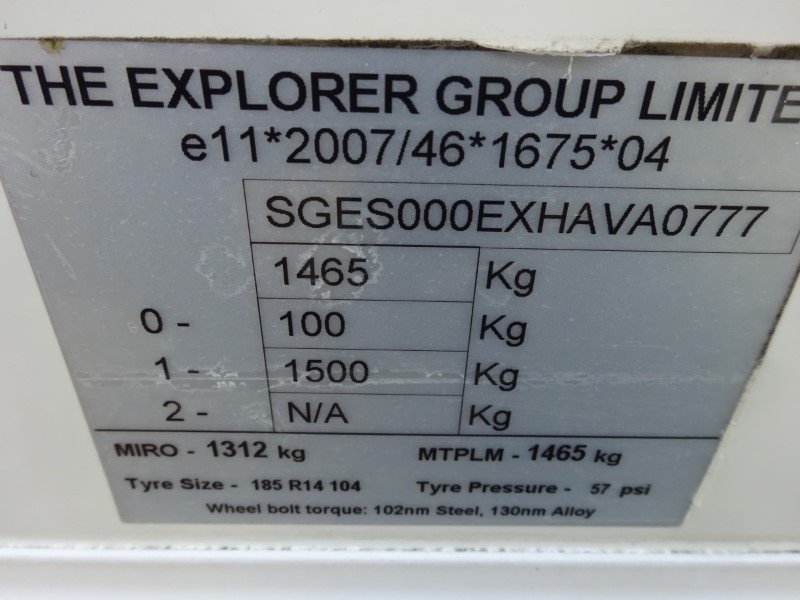 THE EXPLORER GROUP LIMITE
e11*2007/46*1675*04
SGES000EXHAVA0777
1465 Kg
0 - 100 Kg
1 - 1500 Kg
2 - N/A Kg
MIRO - 1312 kg MTPLM - 1465 kg
Tyre Size - 185 R14 104 Tyre Pressure - 57 psi
Wheel bolt torque: 102nm Steel, 130nm Alloy